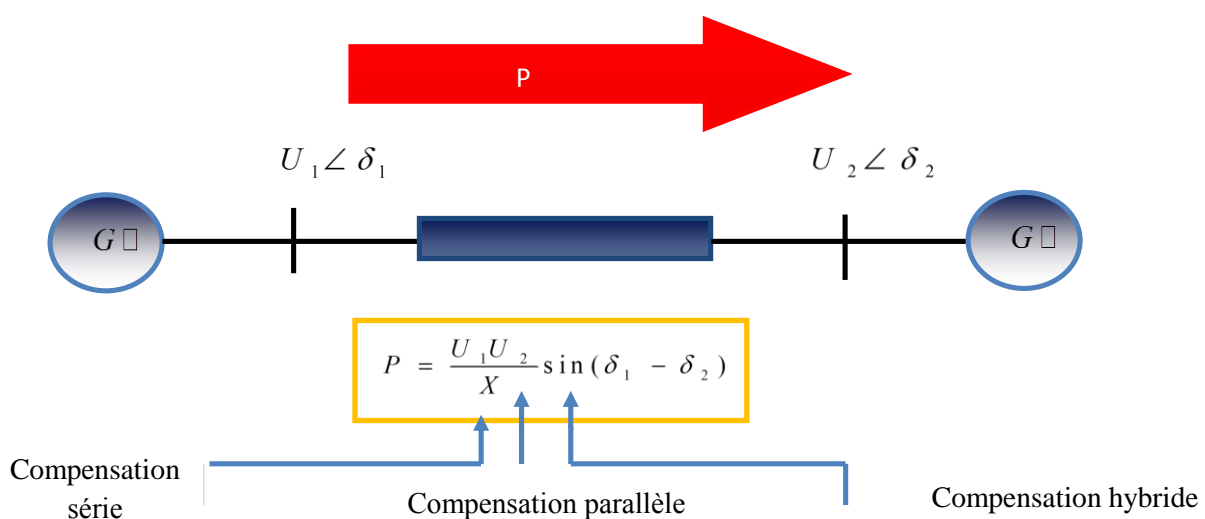 P
U₁∠δ₁
U₂∠δ₂
G□
G□
P = U₁U₂/X sin(δ₁ − δ₂)
Compensation
série
Compensation parallèle
Compensation hybride